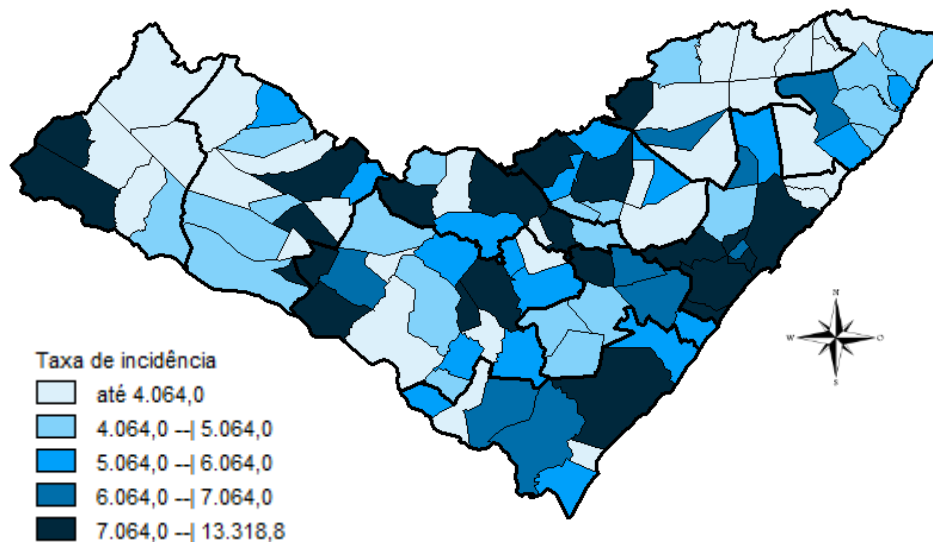 N
W
O
S
Taxa de incidência
até 4.064,0
4.064,0 --| 5.064,0
5.064,0 --| 6.064,0
6.064,0 --| 7.064,0
7.064,0 --| 13.318,8